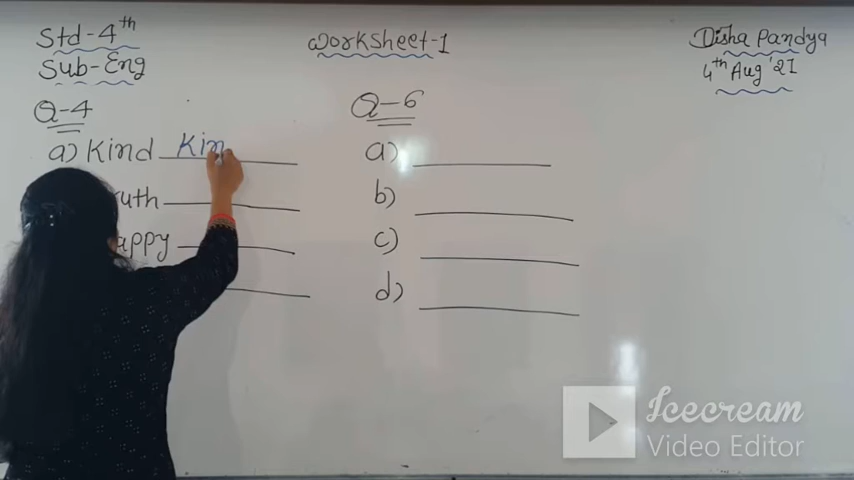 Std-4th
Sub-Eng
Worksheet-1
Disha Pandya
4th Aug '21
Q-4
a) Kind Kin
uth
appy
Q-6
a)
b)
c)
d)
Icecream
Video Editor